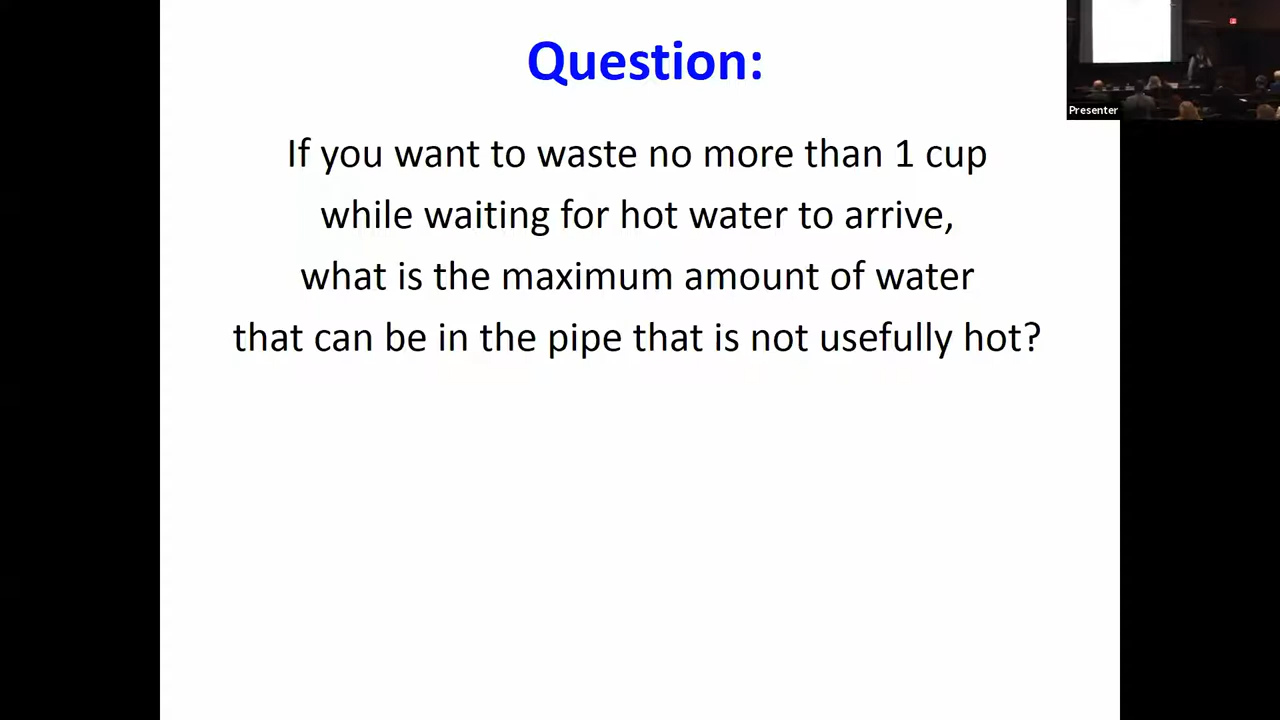 Question:
If you want to waste no more than 1 cup
while waiting for hot water to arrive,
what is the maximum amount of water
that can be in the pipe that is not usefully hot?
Presenter